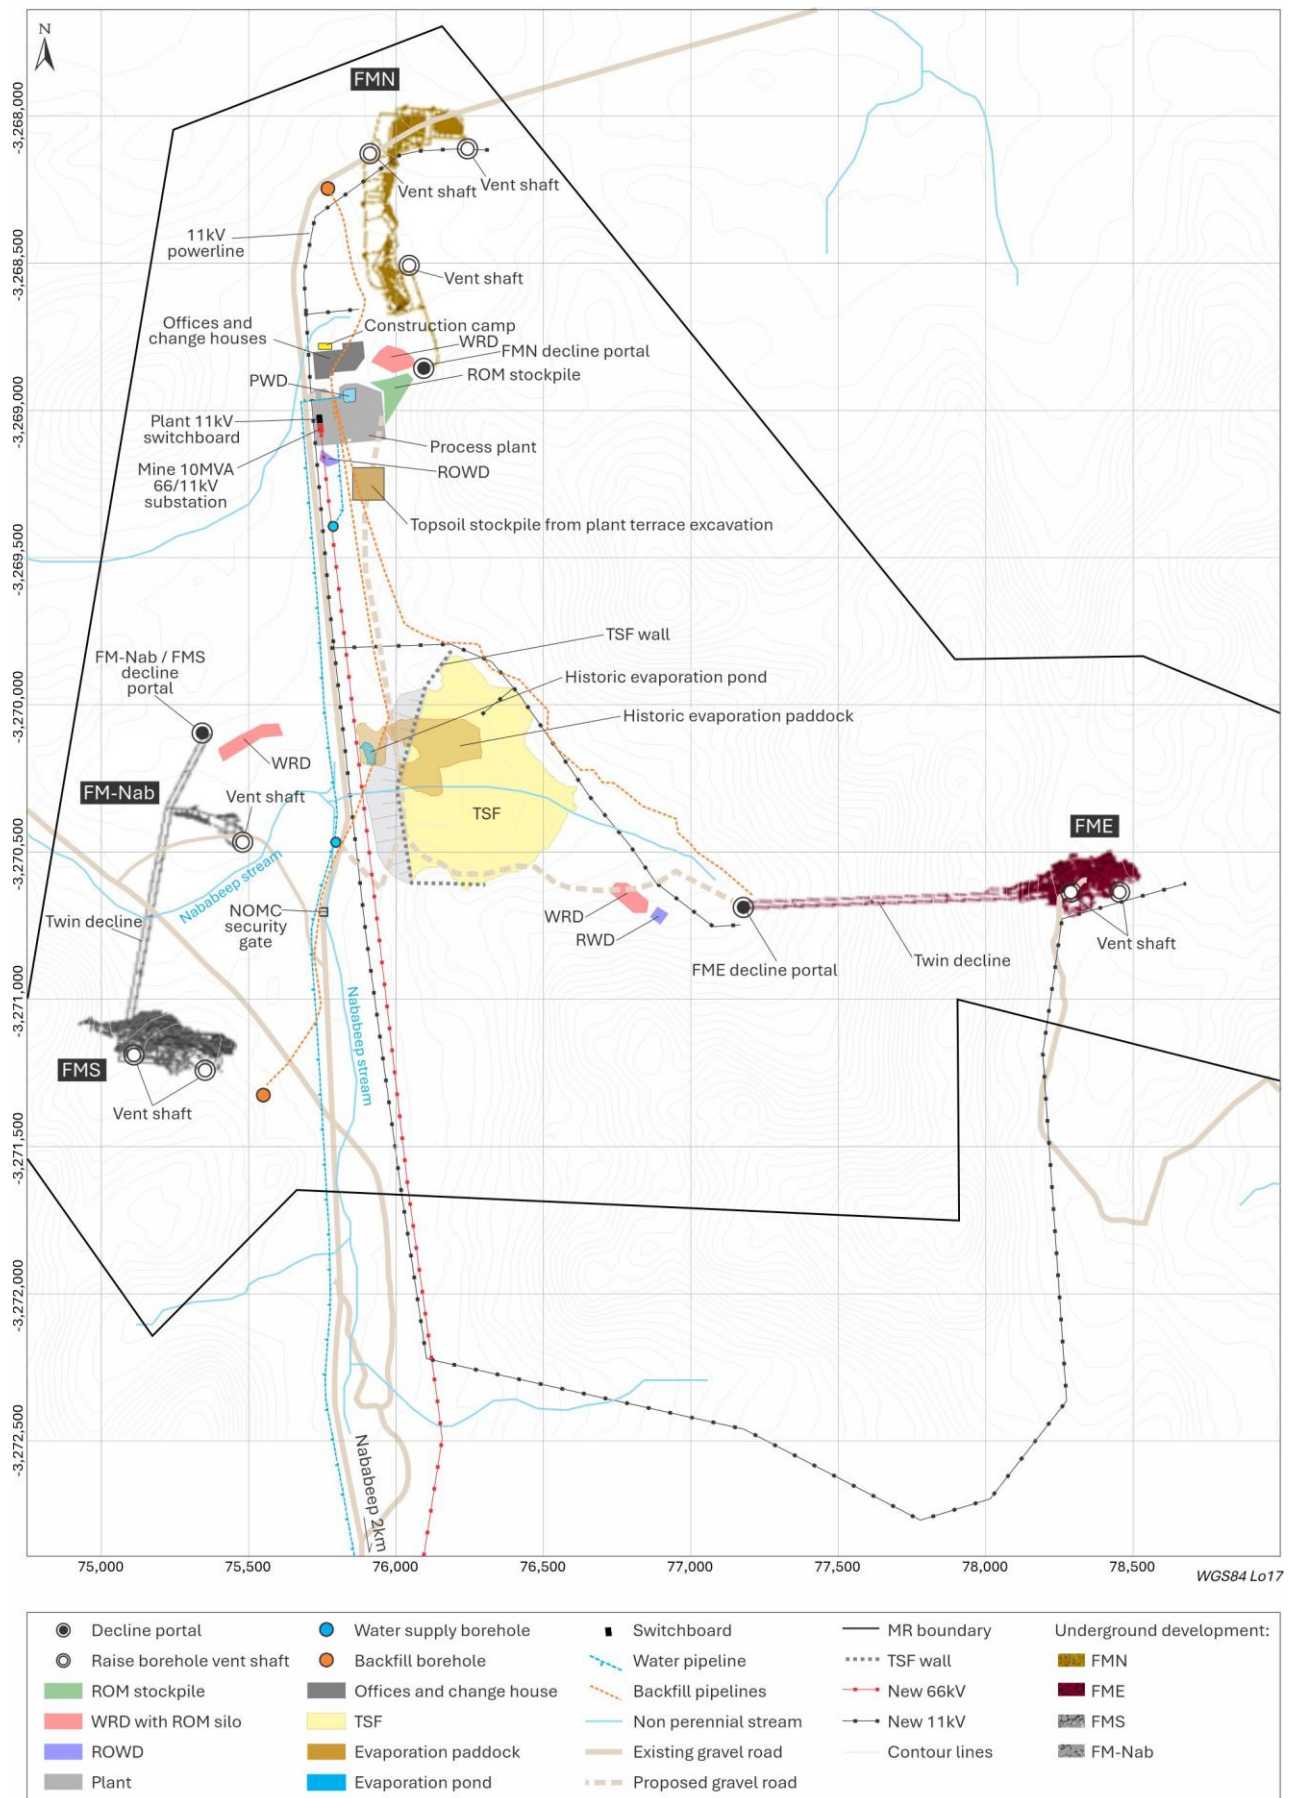 N
FMN
-3,268,000
Vent shaft
Vent shaft
11kV
powerline
-3,268,500
Vent shaft
Offices and
change houses
Construction camp
WRD
FMN decline portal
PWD
ROM stockpile
-3,269,000
Plant 11kV
switchboard
Process plant
Mine 10MVA
66/11kV
substation
ROWD
Topsoil stockpile from plant terrace excavation
-3,269,500
TSF wall
FM-Nab / FMS
decline
portal
Historic evaporation pond
-3,270,000
Historic evaporation paddock
WRD
FM-Nab
Vent shaft
TSF
FME
-3,270,500
Nababeep stream
NOMC
security
gate
Twin decline
WRD
RWD
Vent shaft
FME decline portal
Twin decline
-3,271,000
Nababeep stream
FMS
Vent shaft
-3,271,500
-3,272,000
-3,272,500
Nababeep 2km
75,000
75,500
76,000
76,500
77,000
77,500
78,000
78,500
WGS84 Lo17
Decline portal
Water supply borehole
Switchboard
MR boundary
Underground development:
Raise borehole vent shaft
Backfill borehole
Water pipeline
TSF wall
FMN
ROM stockpile
Offices and change house
Backfill pipelines
New 66kV
FME
WRD with ROM silo
TSF
Non perennial stream
New 11kV
FMS
ROWD
Evaporation paddock
Existing gravel road
Contour lines
FM-Nab
Plant
Evaporation pond
Proposed gravel road